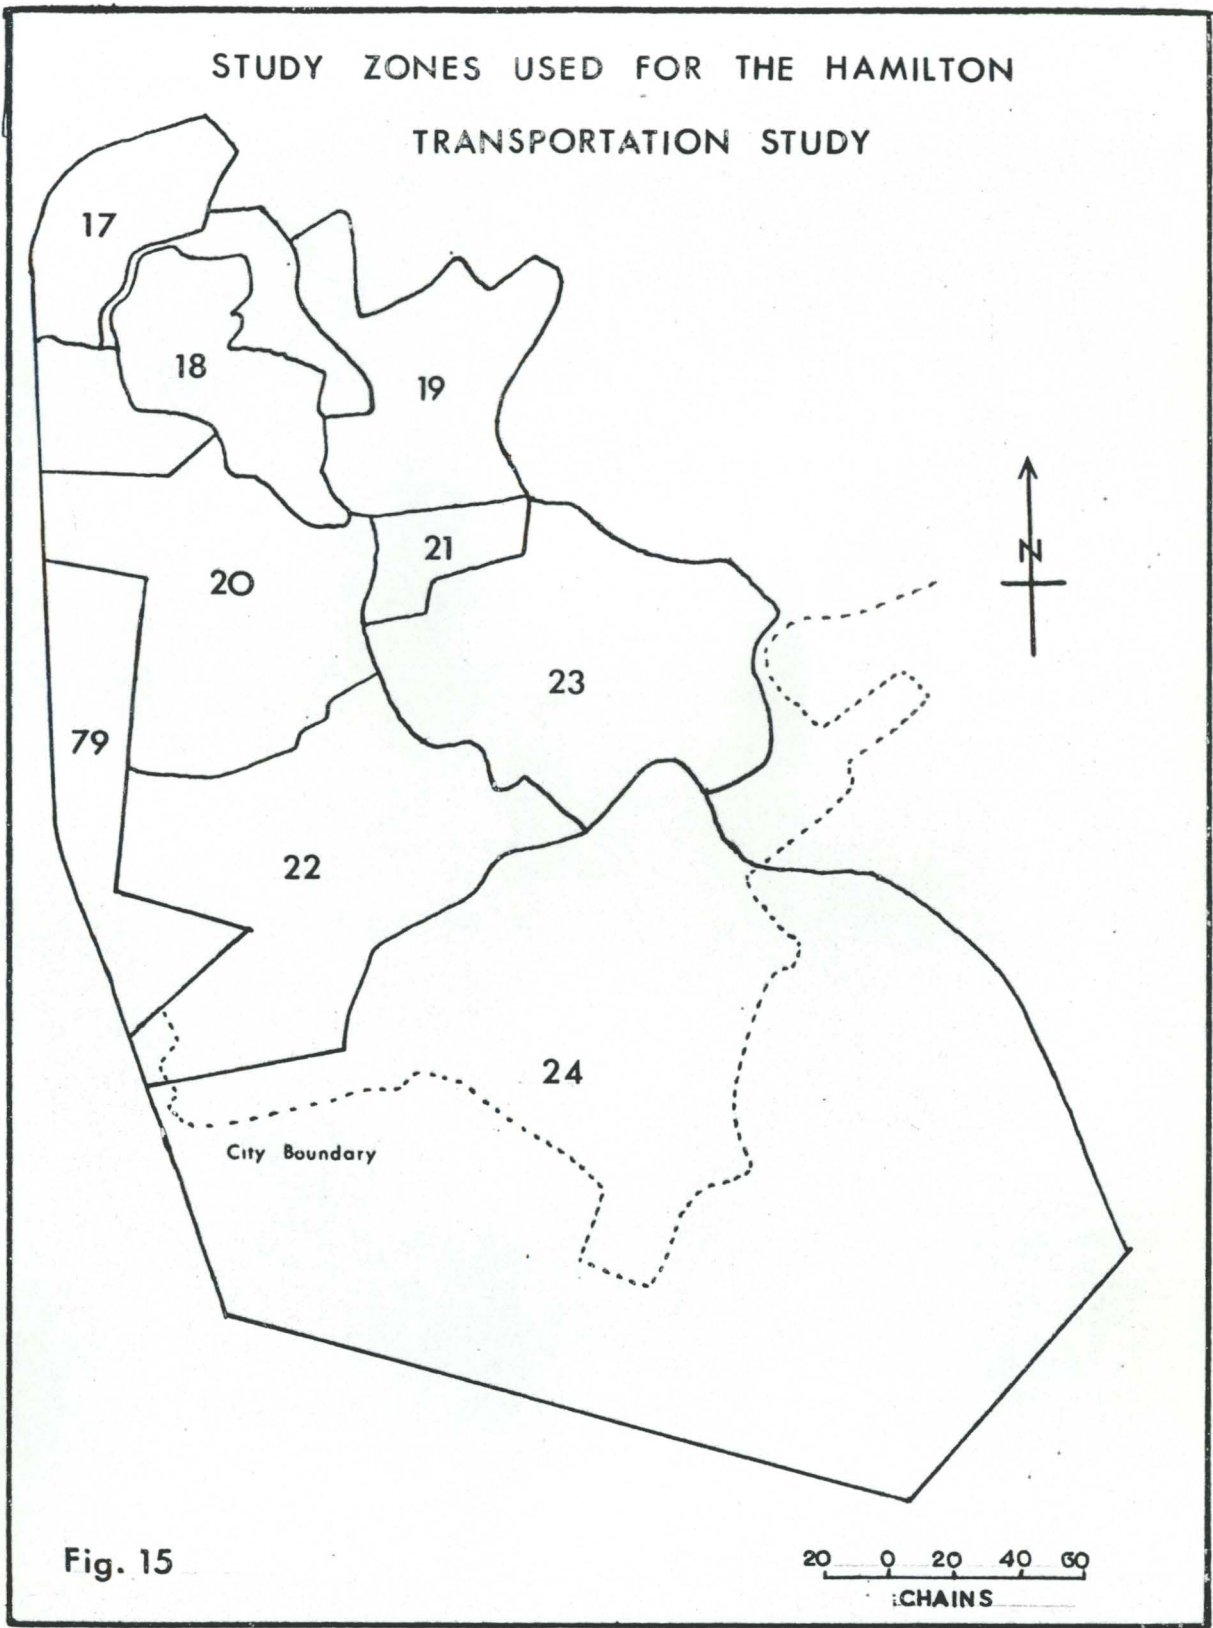 STUDY ZONES USED FOR THE HAMILTON
TRANSPORTATION STUDY
17
18
19
N
21
20
23
79
22
24
City Boundary
Fig. 15
20 0 20 40 60
CHAINS